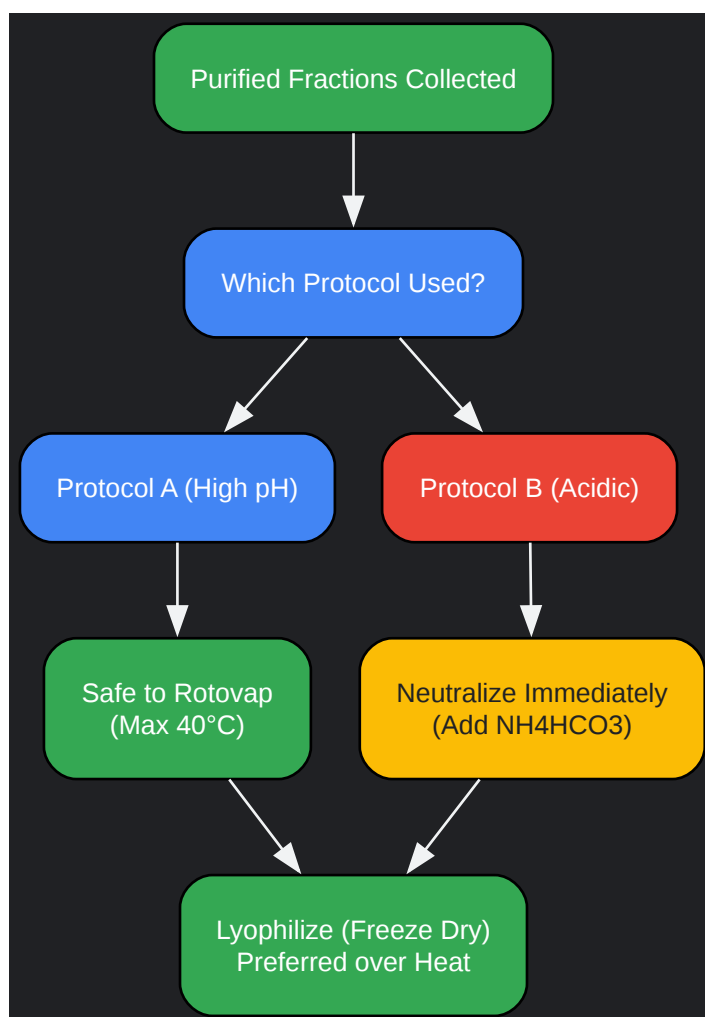 Purified Fractions Collected
Which Protocol Used?
Protocol A (High pH)
Protocol B (Acidic)
Safe to Rotovap
(Max 40°C)
Neutralize Immediately
(Add NH4HCO3)
Lyophilize (Freeze Dry)
Preferred over Heat